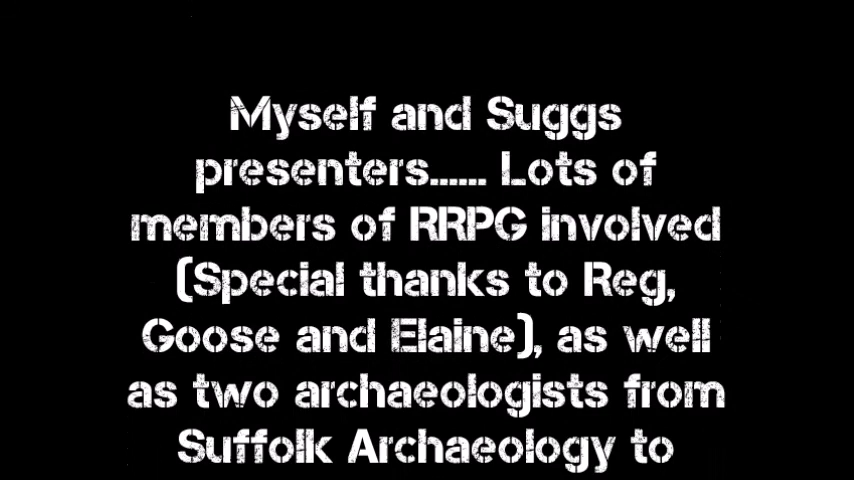 Myself and Suggs
presenters...... Lots of
members of RRPG involved
(Special thanks to Reg,
Goose and Elaine), as well
as two archaeologists from
Suffolk Archaeology to